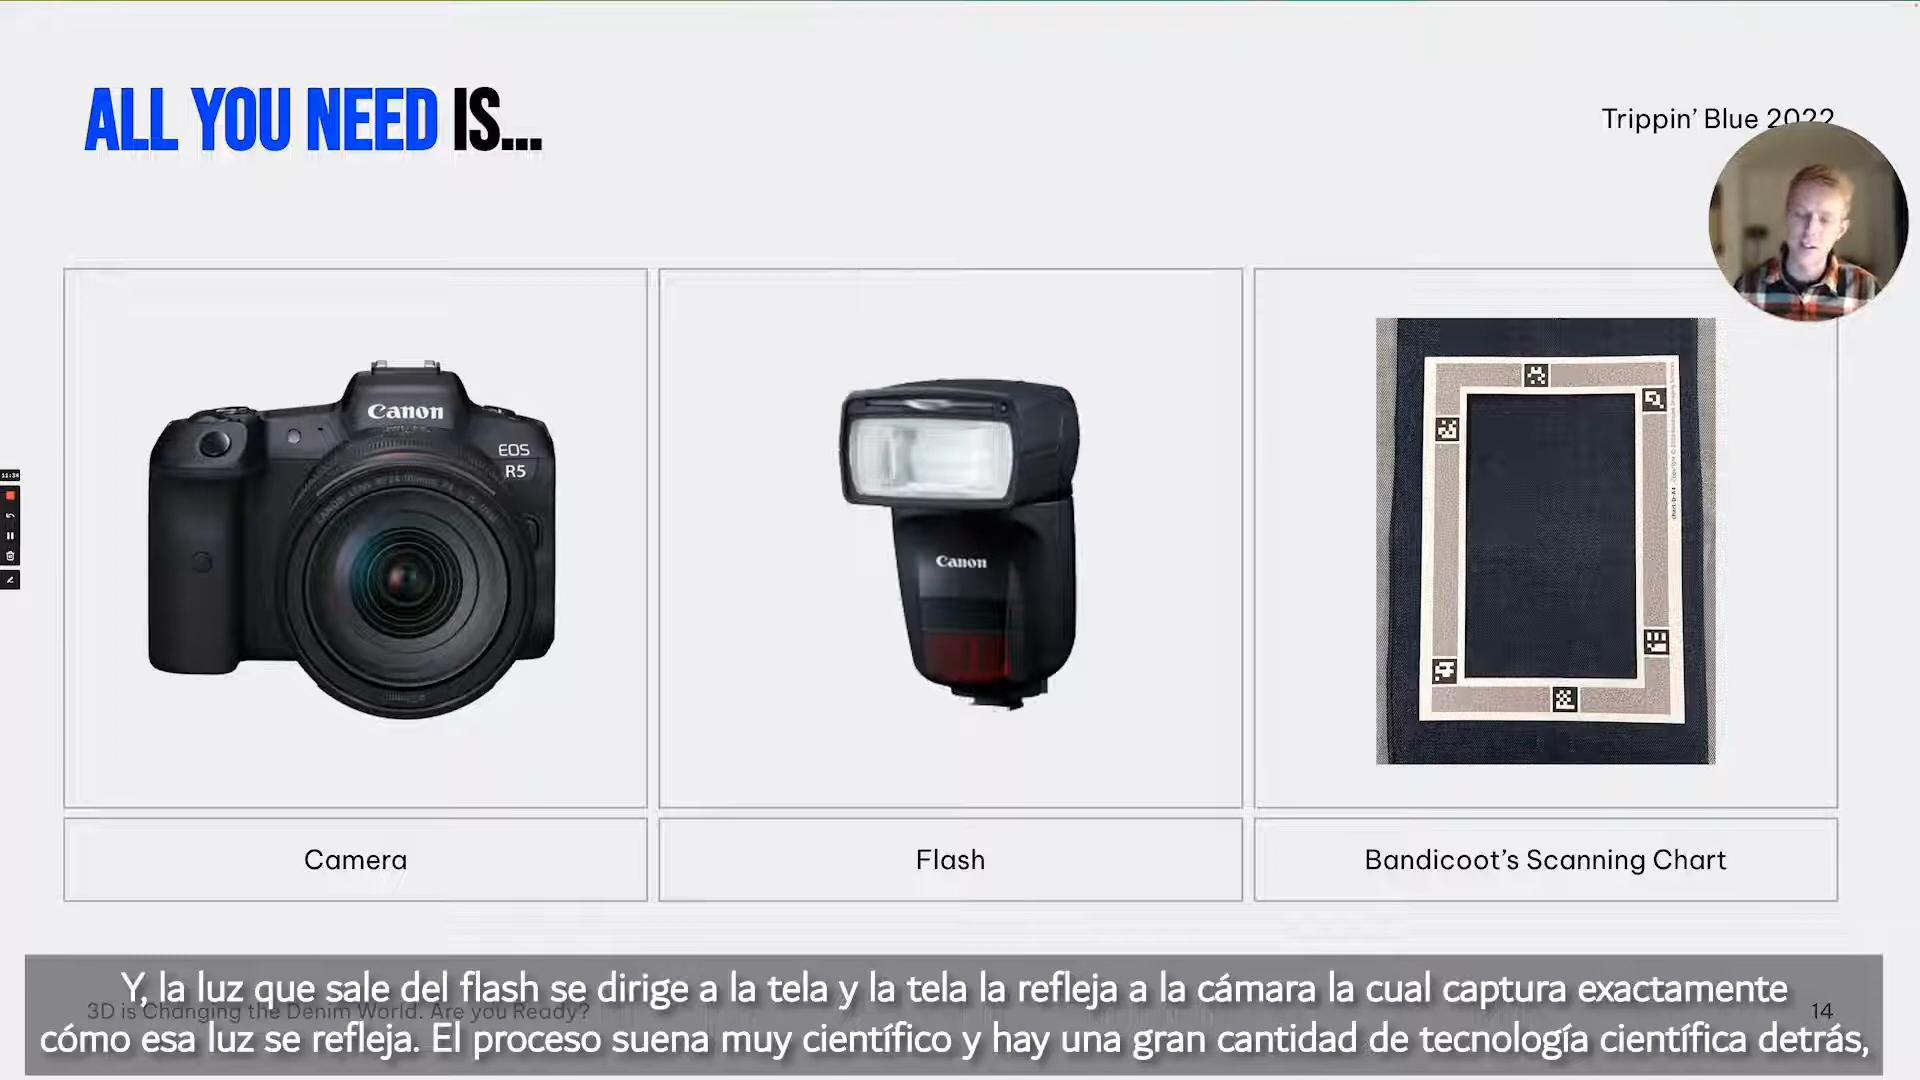 ALL YOU NEED IS...
Trippin' Blue 2022
Canon
EOS
R5
Canon
Camera
Flash
Bandicoot's Scanning Chart
3D is Changing the Denim World. Are you Ready?
14
Y, la luz que sale del flash se dirige a la tela y la tela la refleja a la cámara la cual captura exactamente
cómo esa luz se refleja. El proceso suena muy científico y hay una gran cantidad de tecnología científica detrás,